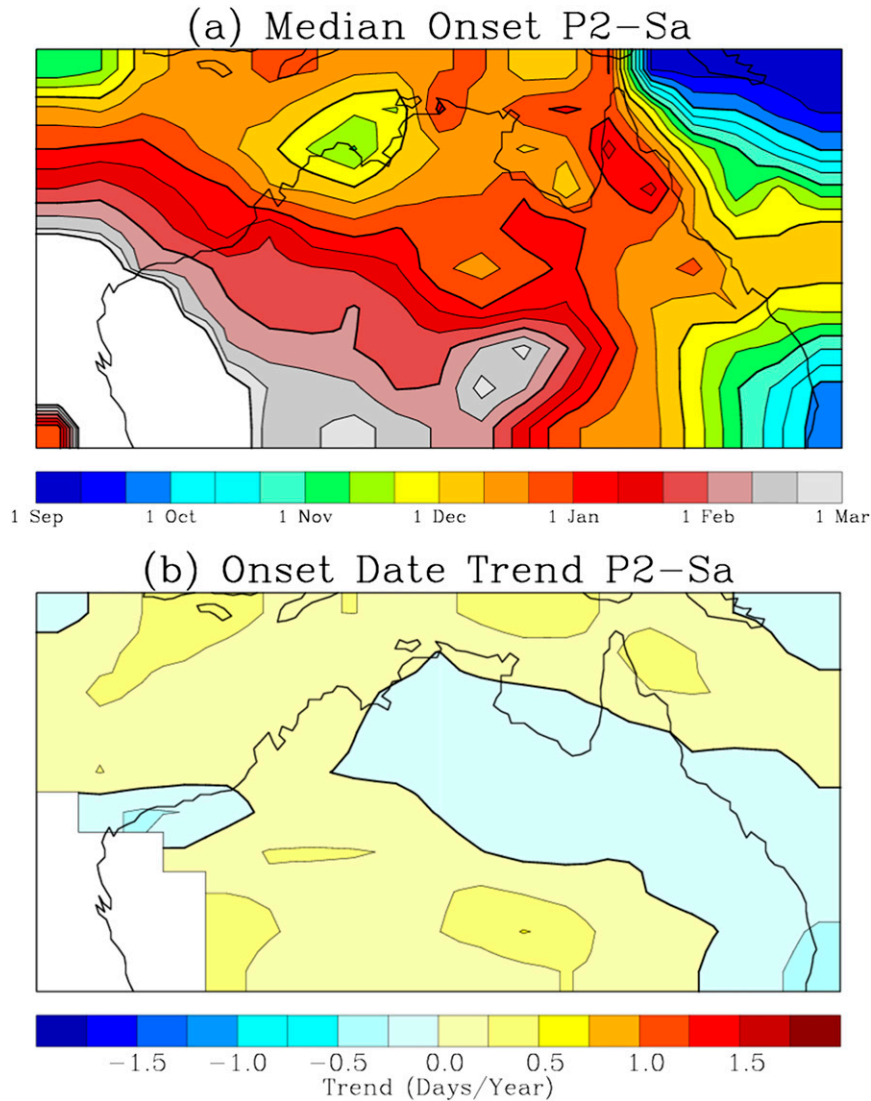 (a) Median Onset P2-Sa
1 Sep 1 Oct 1 Nov 1 Dec 1 Jan 1 Feb 1 Mar
(b) Onset Date Trend P2-Sa
-1.5 -1.0 -0.5 0.0 0.5 1.0 1.5
Trend (Days/Year)